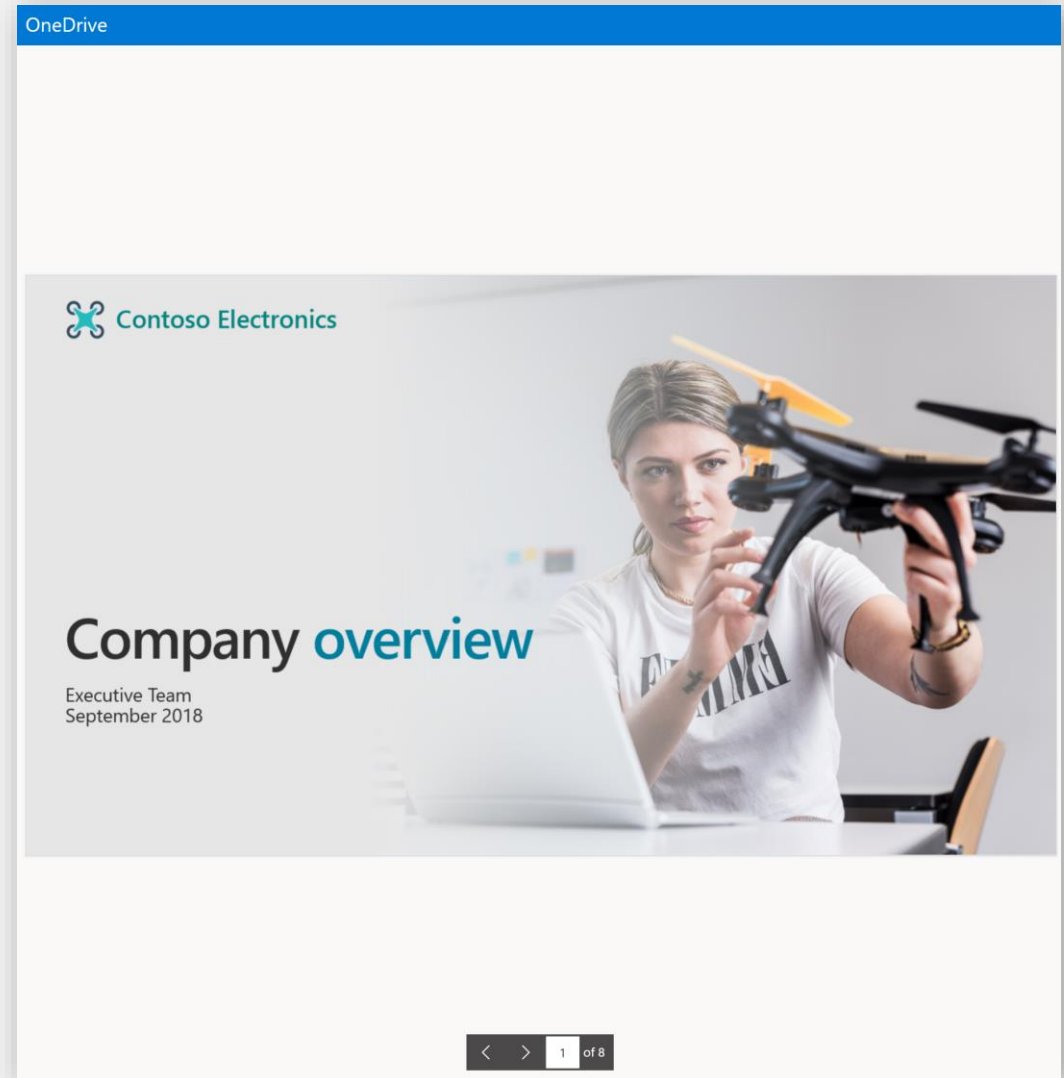 OneDrive
Contoso Electronics
Company overview
Executive Team
September 2018
1 of 8